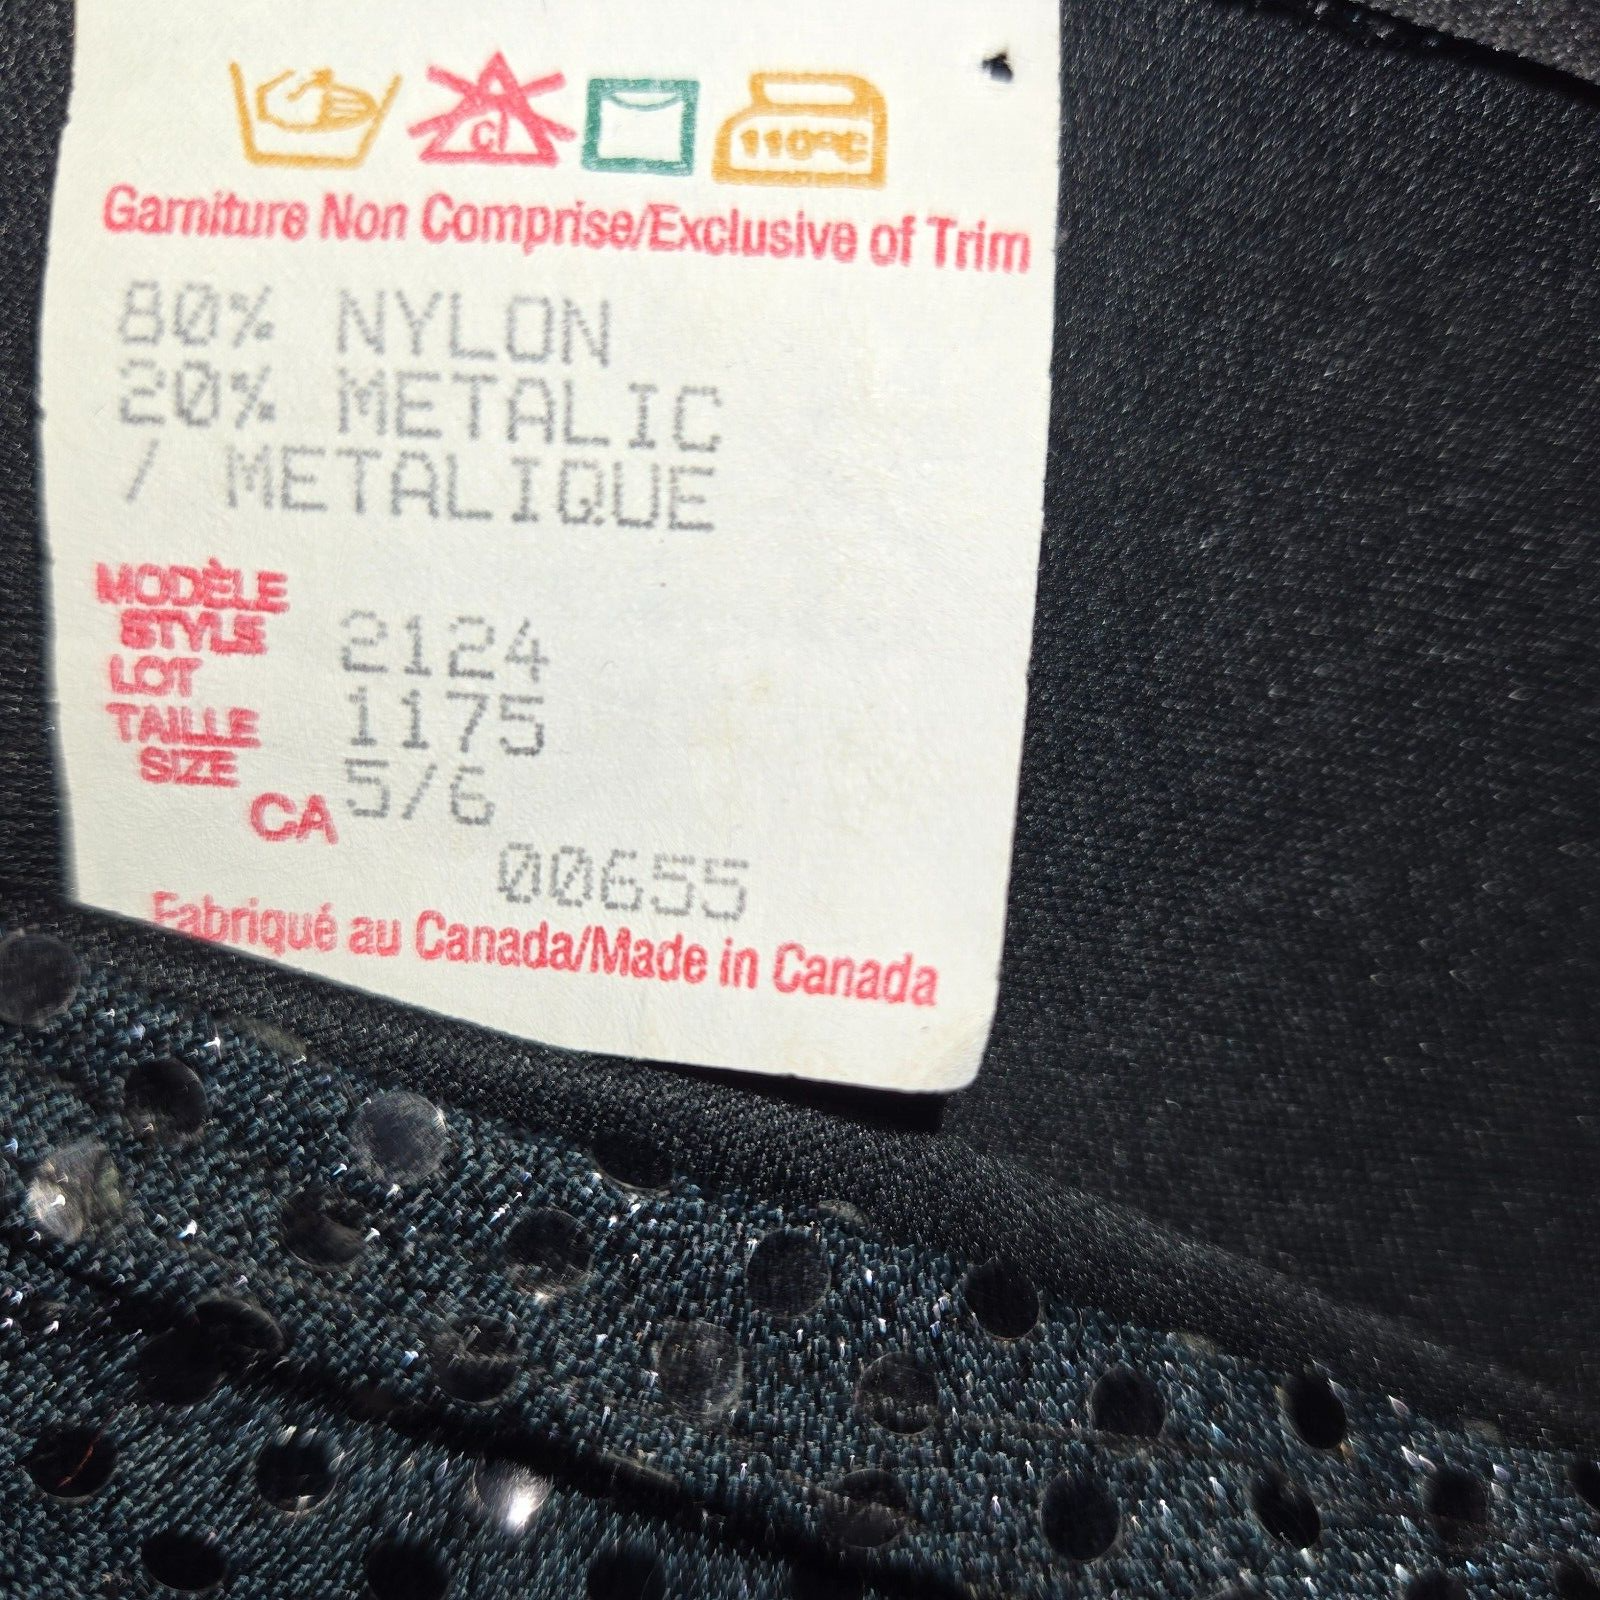 cl
110°C
Garniture Non Comprise/Exclusive of Trim
80% NYLON
20% METALIC
/ METALIQUE
MODÈLE
STYLE 2124
LOT 1175
TAILLE
SIZE 5/6
CA 00655
Fabriqué au Canada/Made in Canada